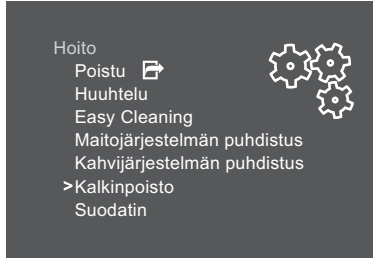 Hoito
Poistu
Huuhtelu
Easy Cleaning
Maitojärjestelmän puhdistus
Kahvijärjestelmän puhdistus
>Kalkinpoisto
Suodatin